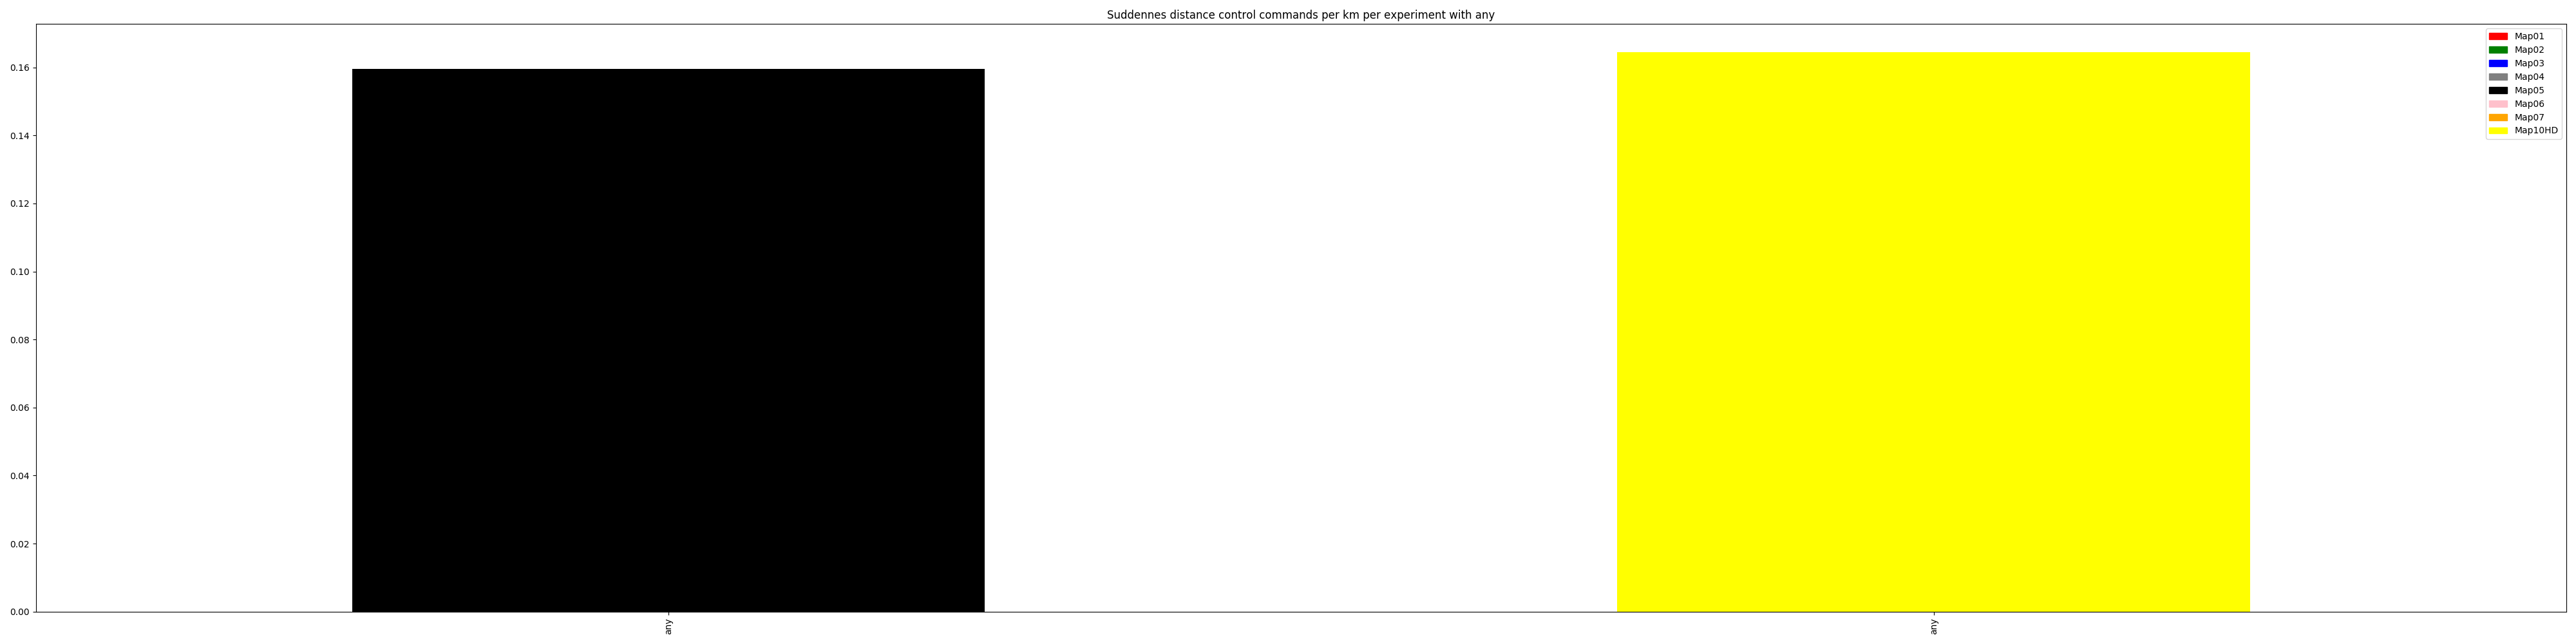 Suddennes distance control commands per km per experiment with any
Map01
Map02
Map03
Map04
Map05
Map06
Map07
Map10HD
0.16
0.14
0.12
0.10
0.08
0.06
0.04
0.02
0.00
any
any